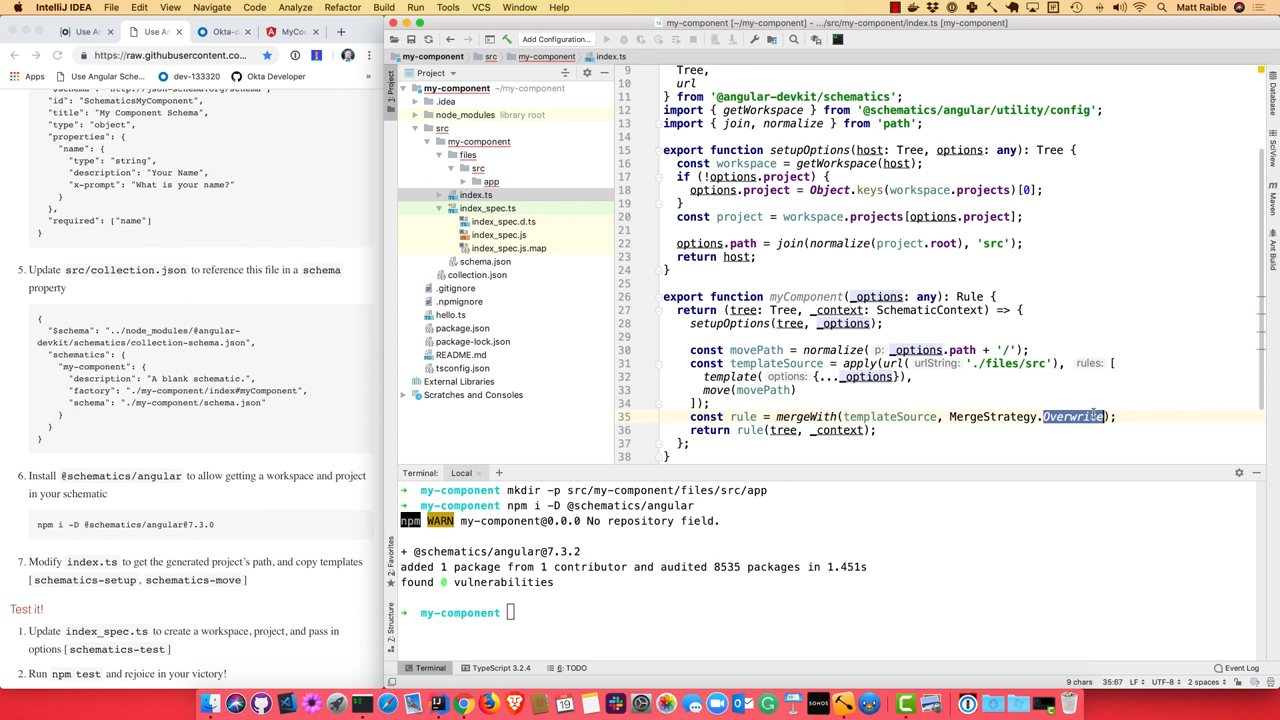 IntelliJ IDEA File Edit View Navigate Code Analyze Refactor Build Run Tools VCS Window Help
Matt Raible
Use An
Use An
Okta-c
MyCo
https://raw.githubusercontent.co
Apps
Use Angular Sche
dev-133320
Okta Developer
"id": "SchematicsMyComponent",
"title": "My Component Schema",
"type": "object",
"properties": {
"name": {
"type": "string",
"description": "Your Name",
"x-prompt": "What is your name?"
}
},
"required": ["name"]
}
5. Update src/collection.json to reference this file in a schema
property
{
"$schema": "../node_modules/@angular-
devkit/schematics/collection-schema.json",
"schematics": {
"my-component": {
"description": "A blank schematic.",
"factory": "./my-component/index#myComponent",
"schema": "./my-component/schema.json"
}
}
}
6. Install @schematics/angular to allow getting a workspace and project
in your schematic
npm i -D @schematics/angular@7.3.0
7. Modify index.ts to get the generated project's path, and copy templates
[ schematics-setup , schematics-move ]
Test it!
1. Update index_spec.ts to create a workspace, project, and pass in
options [ schematics-test ]
2. Run npm test and rejoice in your victory!
my-component [~/my-component] - .../src/my-component/index.ts [my-component]
Add Configuration...
my-component src my-component index.ts
Project
my-component ~/my-component
.idea
node_modules library root
src
my-component
files
src
app
index.ts
index_spec.ts
index_spec.d.ts
index_spec.js
index_spec.js.map
schema.json
collection.json
.gitignore
.npmignore
hello.ts
package.json
package-lock.json
README.md
tsconfig.json
External Libraries
Scratches and Consoles
1: Project
2: Favorites
7: Structure
Database
SciView
Maven
Ant Build
9 Tree,
10 url
11 } from '@angular-devkit/schematics';
12 import { getWorkspace } from '@schematics/angular/utility/config';
13 import { join, normalize } from 'path';
14
15 export function setupOptions(host: Tree, options: any): Tree {
16 const workspace = getWorkspace(host);
17 if (!options.project) {
18 options.project = Object.keys(workspace.projects)[0];
19 }
20 const project = workspace.projects[options.project];
21
22 options.path = join(normalize(project.root), 'src');
23 return host;
24 }
25
26 export function myComponent(_options: any): Rule {
27 return (tree: Tree, _context: SchematicContext) => {
28 setupOptions(tree, _options);
29
30 const movePath = normalize( p: _options.path + '/');
31 const templateSource = apply(url( urlString: './files/src'), rules: [
32 template( options: {..._options}),
33 move(movePath)
34 ]);
35 const rule = mergeWith(templateSource, MergeStrategy.Overwrite);
36 return rule(tree, _context);
37 };
38 }
Terminal: Local
➜ my-component mkdir -p src/my-component/files/src/app
➜ my-component npm i -D @schematics/angular
npm WARN my-component@0.0.0 No repository field.
+ @schematics/angular@7.3.2
added 1 package from 1 contributor and audited 8535 packages in 1.451s
found 0 vulnerabilities
➜ my-component
Terminal TypeScript 3.2.4 6: TODO Event Log
9 chars 35:67 LF UTF-8 2 spaces
19
SONOS